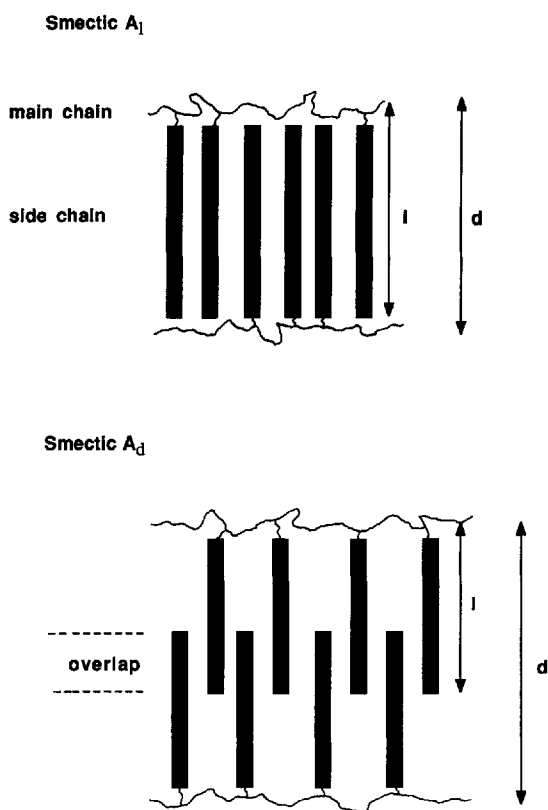 Smectic A1
main chain
side chain
l
d
Smectic Ad
overlap
l
d